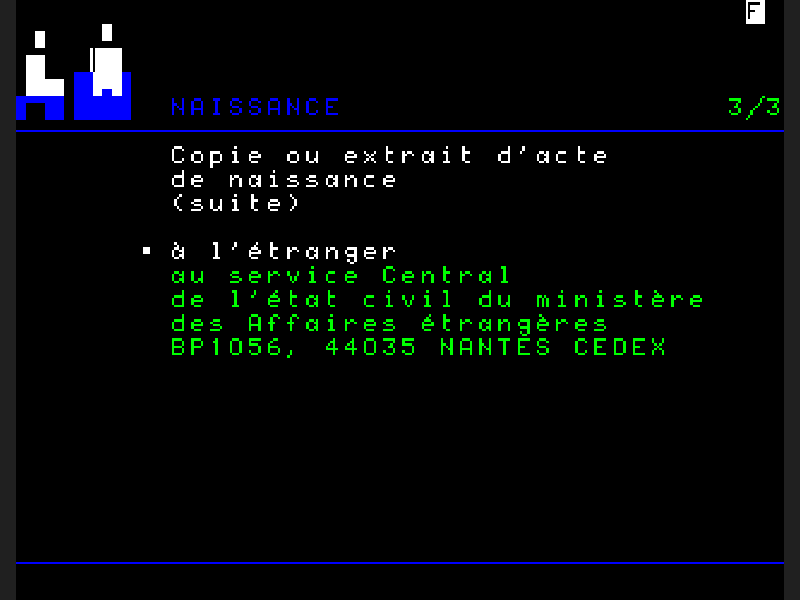 F
NAISSANCE 3/3
Copie ou extrait d'acte
de naissance
(suite)
à l'étranger
au service Central
de l'état civil du ministère
des Affaires étrangères
BP1056, 44035 NANTES CEDEX